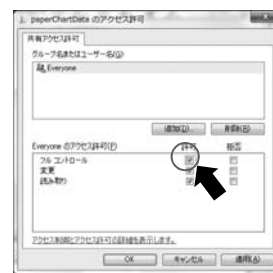 paperChartData のアクセス許可
共有アクセス許可
グループ名またはユーザー名(G)
Everyone
追加(D)...
削除(R)
Everyone のアクセス許可(P)
許可
拒否
フル コントロール
変更
読み取り
アクセス制御とアクセス許可の詳細を表示します。
OK
キャンセル
適用(A)